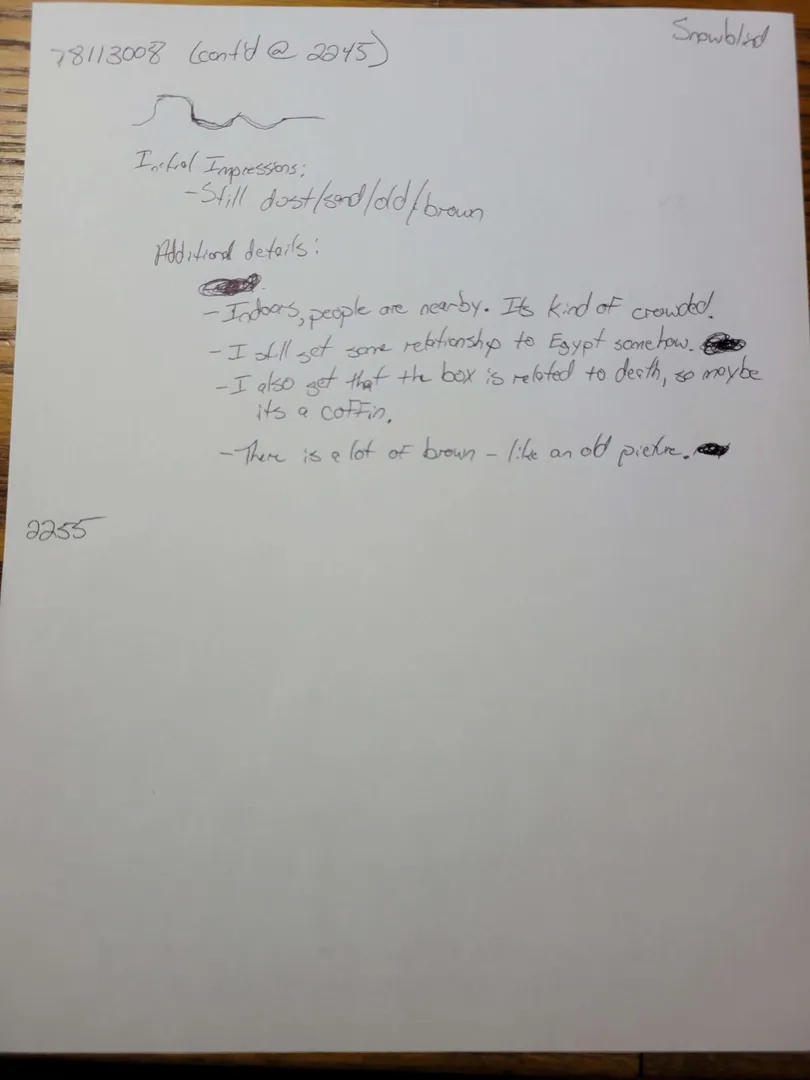 Snowblind
78113008 (cont'd @ 2245)
Initial Impressions:
- Still dust/sand/old/brown
Additional details:
- Indoors, people are nearby. Its kind of crowded.
- I still get some relationship to Egypt somehow.
- I also get that the box is related to death, so maybe
its a coffin.
- There is a lot of brown - like an old picture.
2255